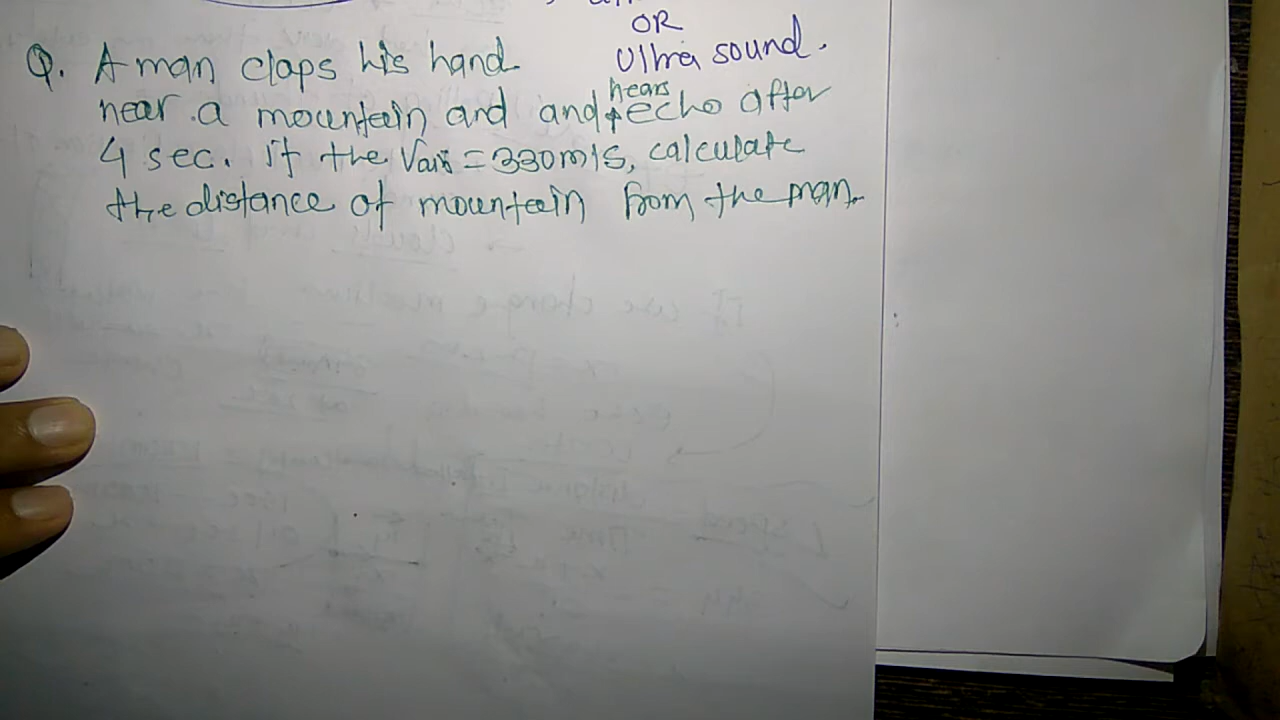 OR
Ultra sound.
Q. A man claps his hand
near a mountain and and hears echo after
4 sec. If the Vair = 330m/s, calculate
the distance of mountain from the man.